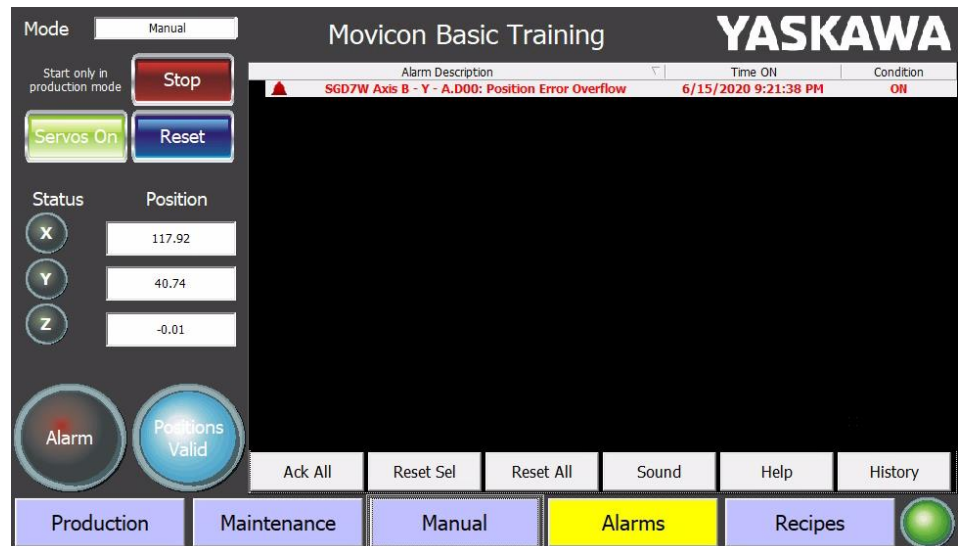 Mode Manual
Movicon Basic Training
YASKAWA
Start only in
production mode
Stop
Servos On
Reset
Status Position
X 117.92
Y 40.74
Z -0.01
Alarm
Positions
Valid
Alarm Description Time ON Condition
SGD7W Axis B - Y - A.D00: Position Error Overflow 6/15/2020 9:21:38 PM ON
Ack All Reset Sel Reset All Sound Help History
Production Maintenance Manual Alarms Recipes